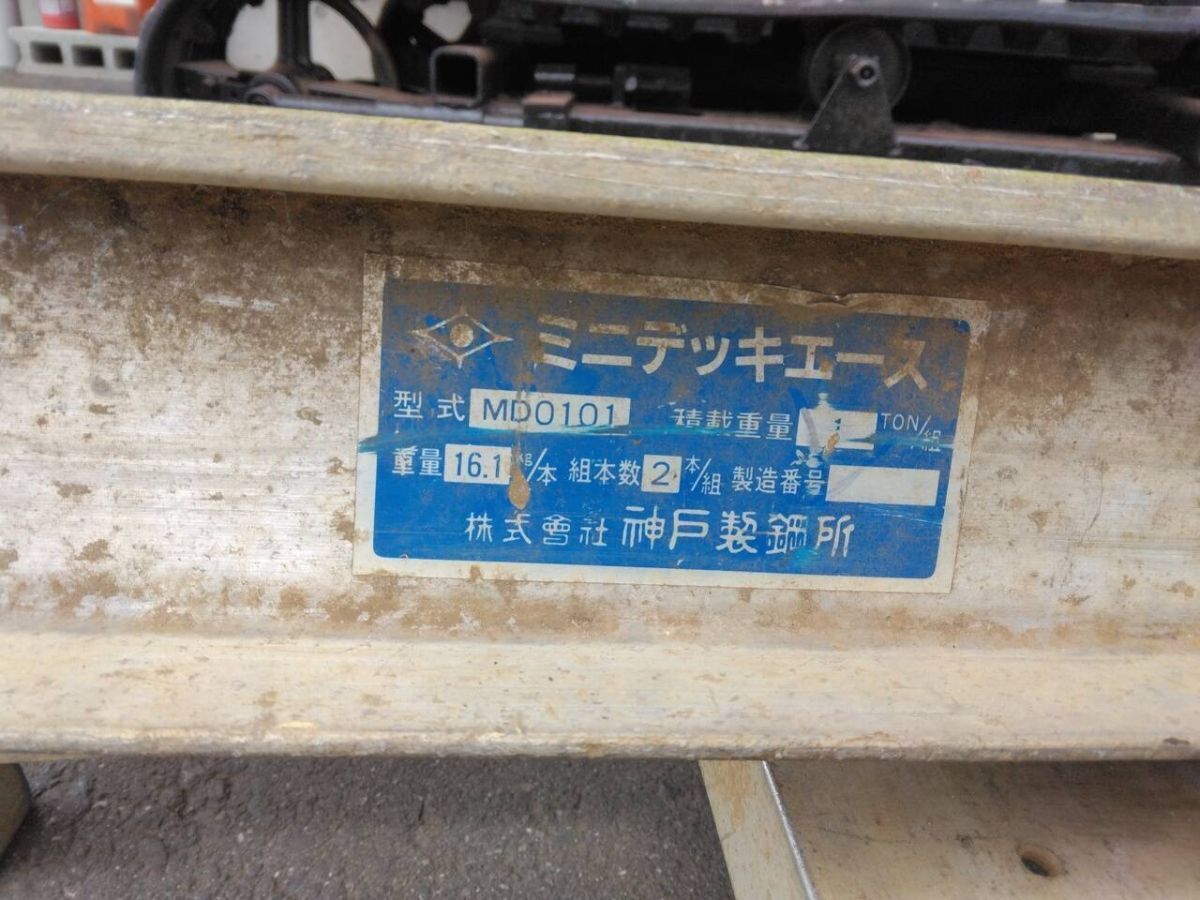 ミニデッキエース
型式 MD0101 積載重量 TON/組
重量 16.1kg/本 組本数 2本/組 製造番号
株式會社 神戸製鋼所